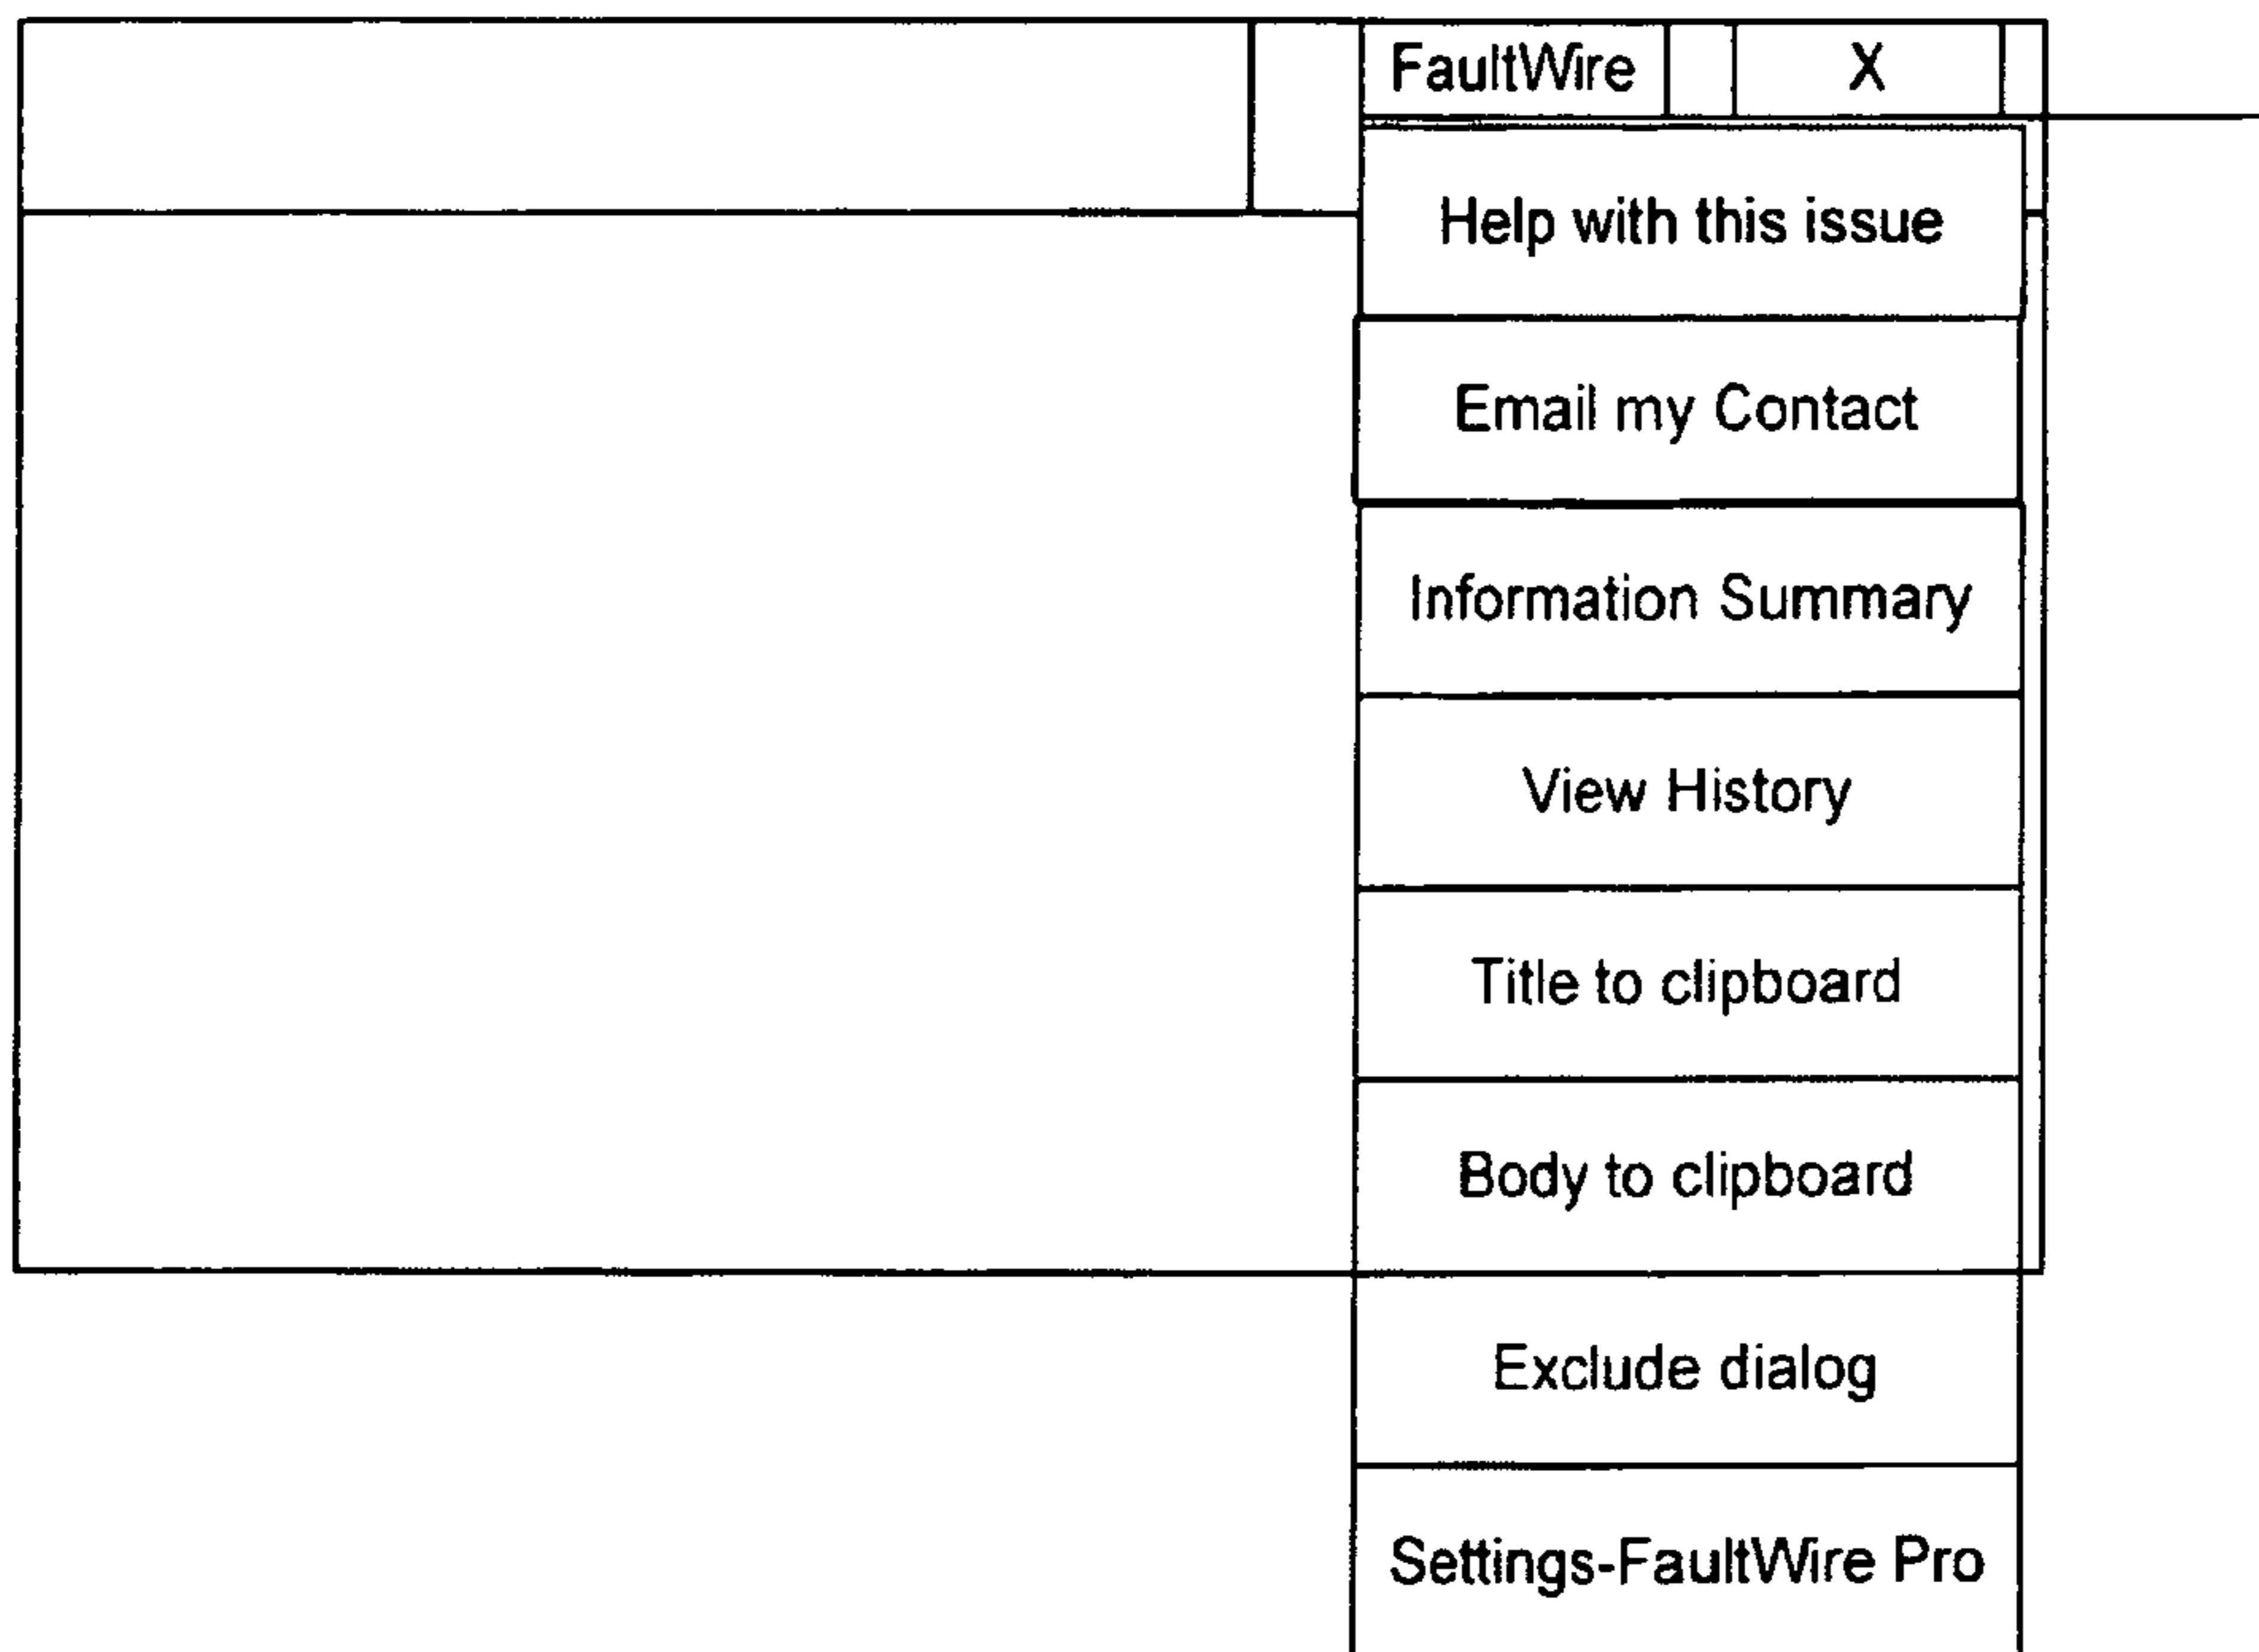 FaultWire X
Help with this issue
Email my Contact
Information Summary
View History
Title to clipboard
Body to clipboard
Exclude dialog
Settings-FaultWire Pro